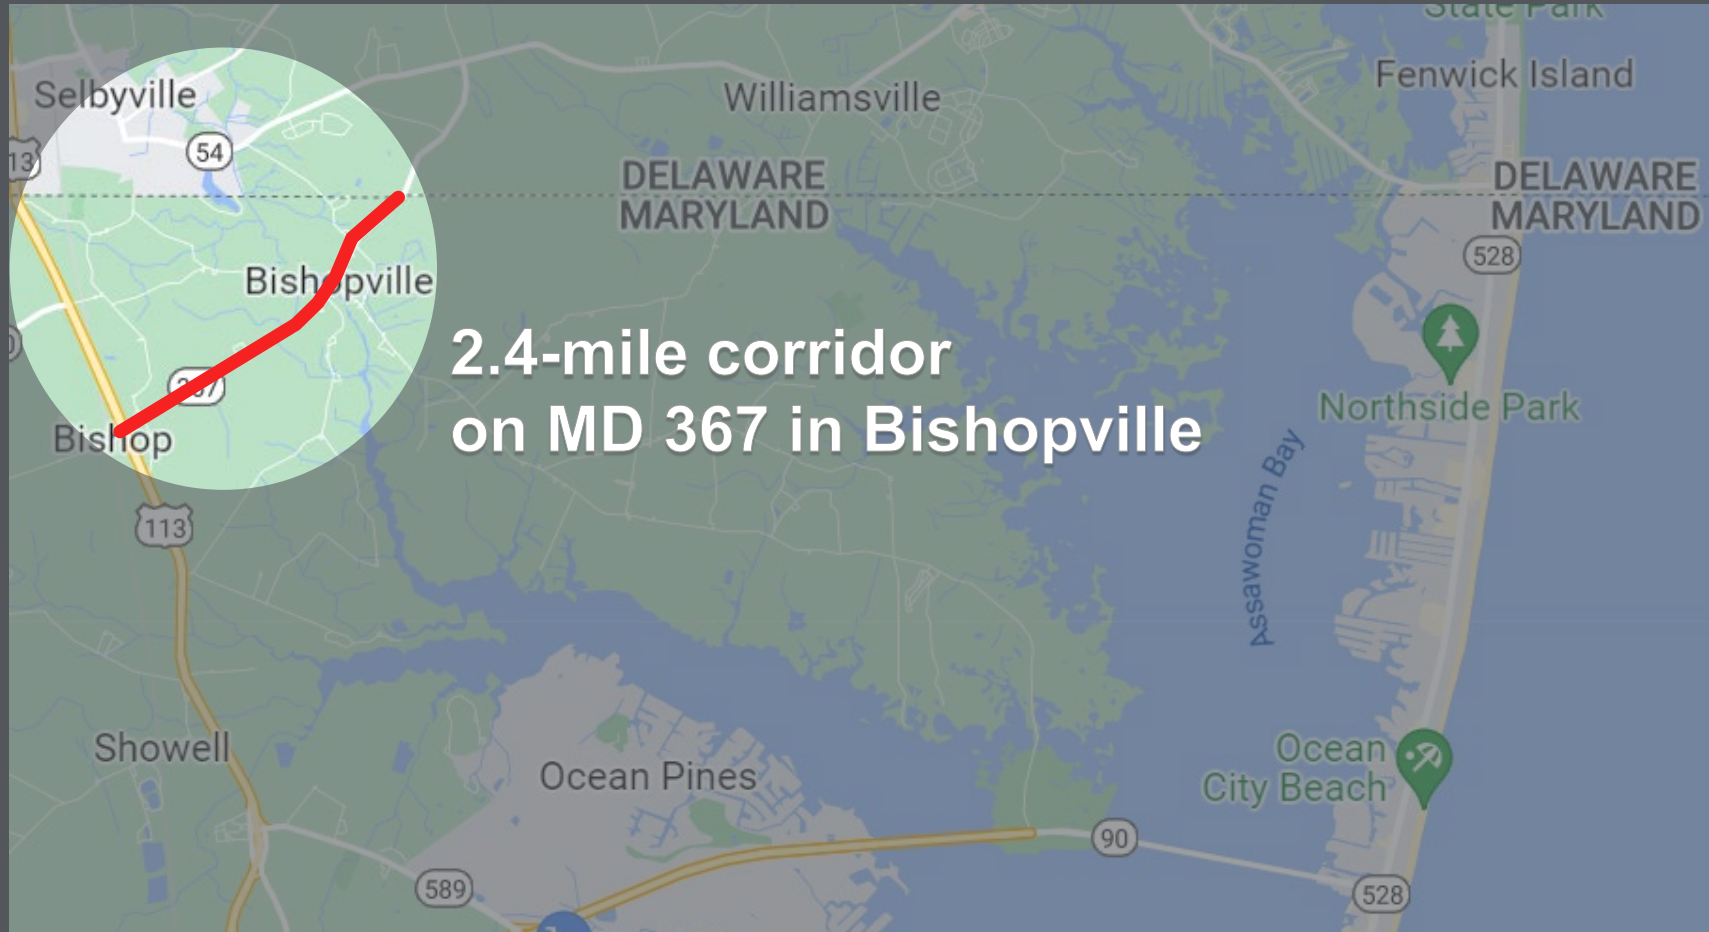 State Park
Fenwick Island
Selbyville
Williamsville
54
13
DELAWARE
MARYLAND
DELAWARE
MARYLAND
528
Bishopville
2.4-mile corridor
on MD 367 in Bishopville
367
Northside Park
Bishop
Assawoman Bay
113
Showell
Ocean Pines
Ocean
City Beach
90
589
528